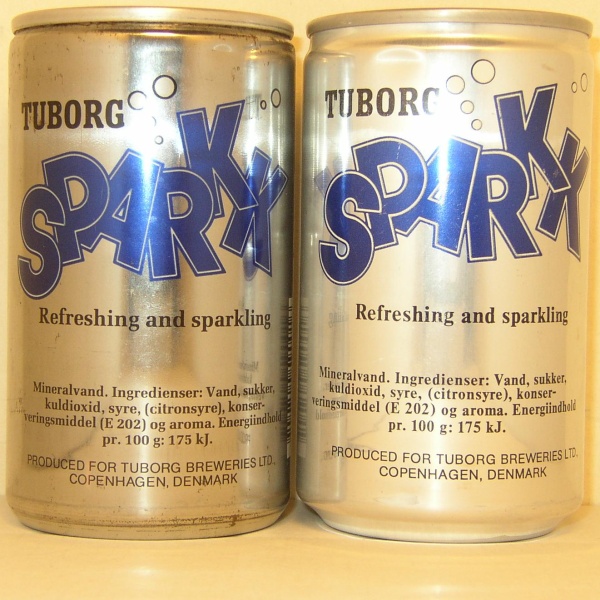 TUBORG
SPARKX
Refreshing and sparkling
Mineralvand. Ingredienser: Vand, sukker,
kuldioxid, syre, (citronsyre), konser-
veringsmiddel (E 202) og aroma. Energiindhold
pr. 100 g: 175 kJ.
PRODUCED FOR TUBORG BREWERIES LTD.,
COPENHAGEN, DENMARK
TUBORG
SPARKX
Refreshing and sparkling
Mineralvand. Ingredienser: Vand, sukker,
kuldioxid, syre, (citronsyre), konser-
veringsmiddel (E 202) og aroma. Energiindhold
pr. 100 g: 175 kJ.
PRODUCED FOR TUBORG BREWERIES LTD.
COPENHAGEN, DENMARK